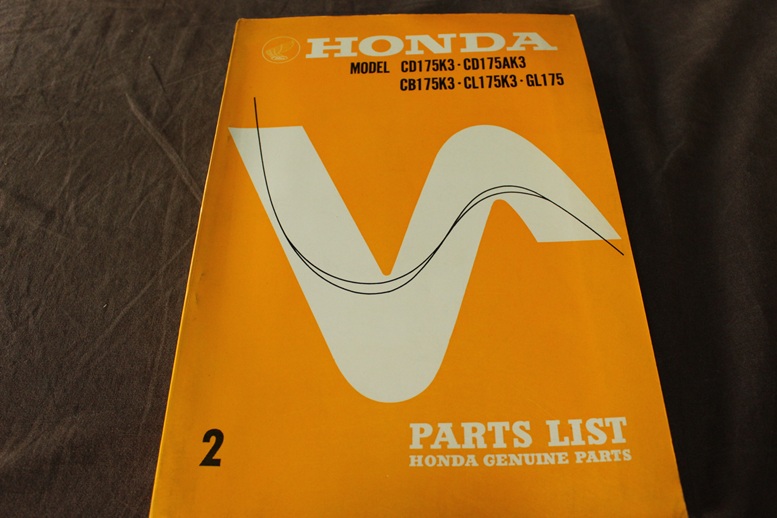 HONDA
MODEL CD175K3·CD175AK3
CB175K3·CL175K3·GL175
2
PARTS LIST
HONDA GENUINE PARTS